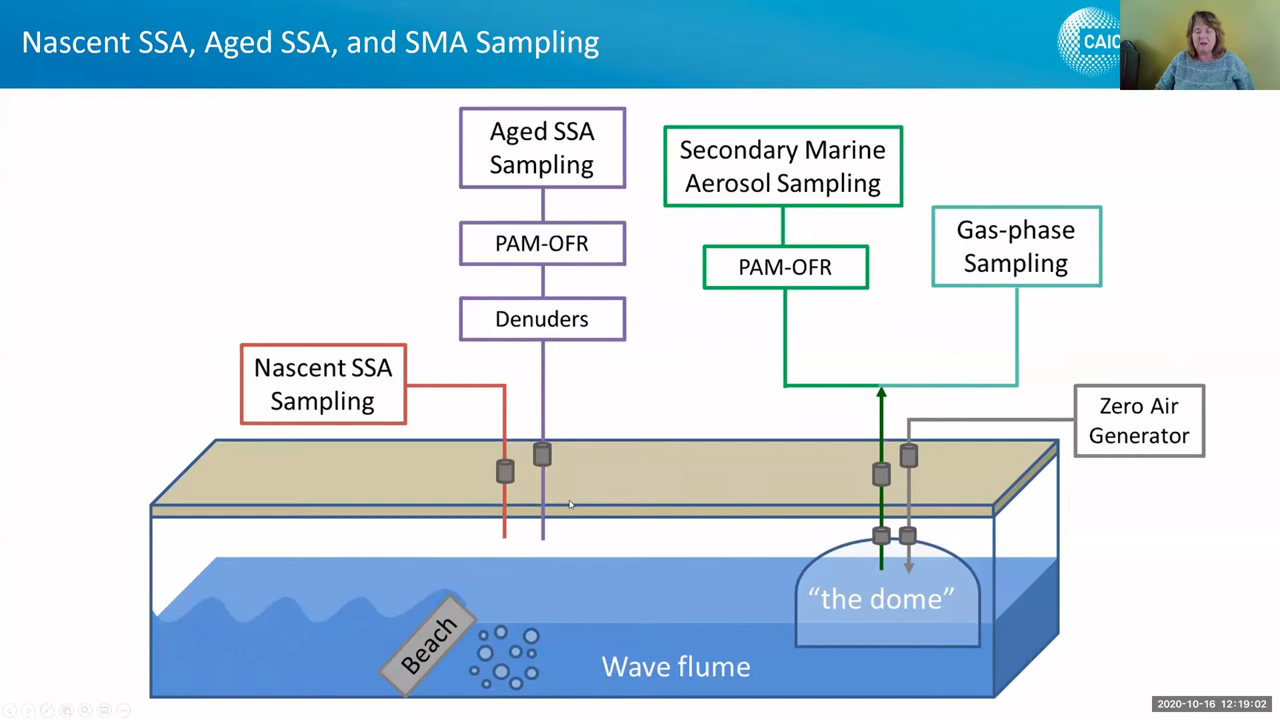 Nascent SSA, Aged SSA, and SMA Sampling
CAIC
Aged SSA
Sampling
Secondary Marine
Aerosol Sampling
Gas-phase
Sampling
PAM-OFR
PAM-OFR
Denuders
Nascent SSA
Sampling
Zero Air
Generator
"the dome"
Beach
Wave flume
2020-10-16 12:19:02